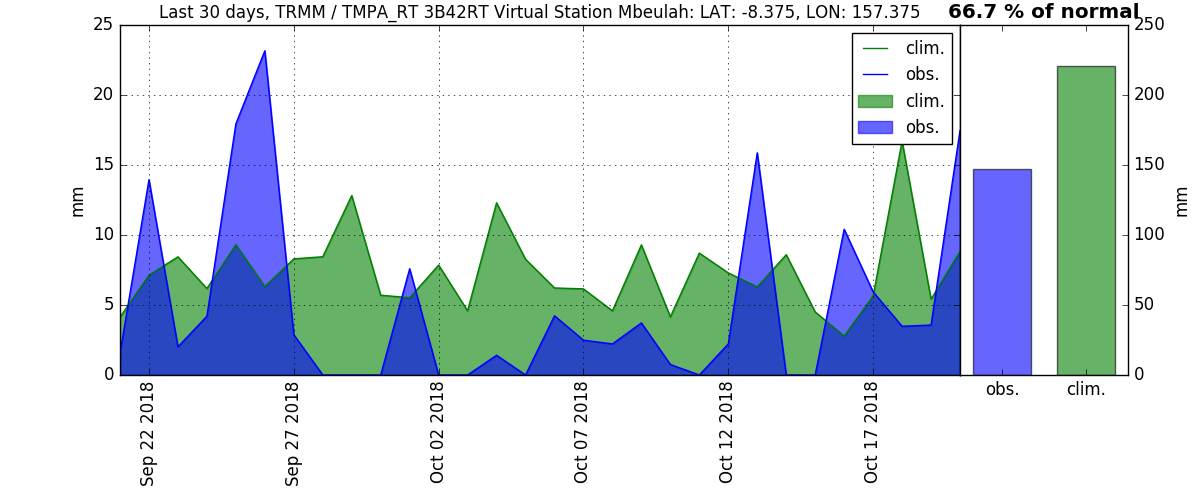 Last 30 days, TRMM / TMPA_RT 3B42RT Virtual Station Mbeulah: LAT: -8.375, LON: 157.375
66.7 % of normal
25
20
15
10
5
0
mm
clim.
obs.
clim.
obs.
250
200
150
100
50
0
mm
obs.
clim.
Sep 22 2018
Sep 27 2018
Oct 02 2018
Oct 07 2018
Oct 12 2018
Oct 17 2018